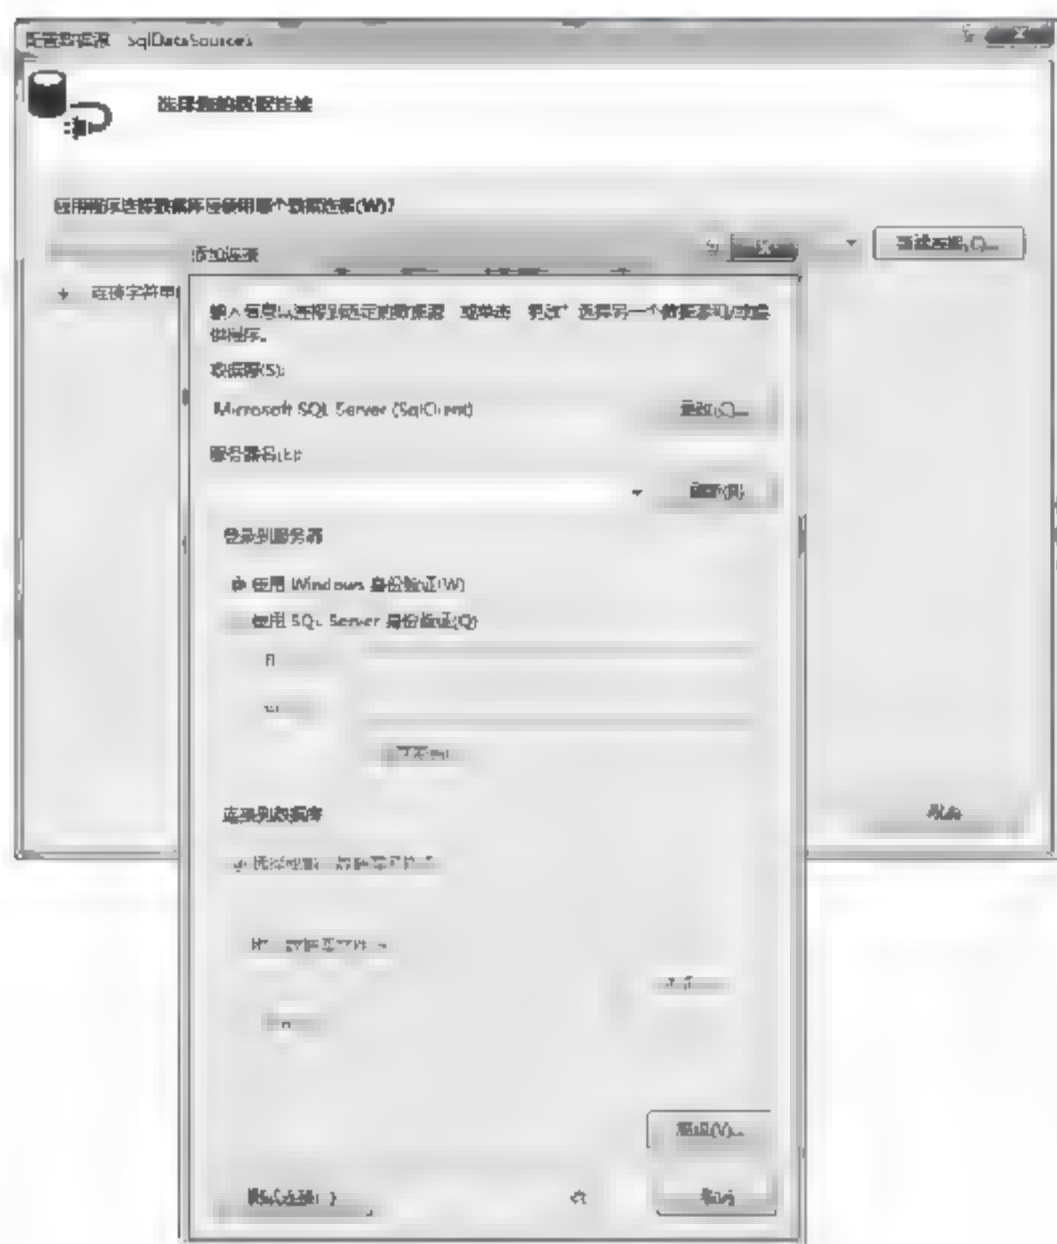 配置数据源 - SqlDataSource1
选择您的数据连接
应用程序连接数据库应使用哪个数据连接(W)?
新建连接(C)...
添加连接
连接字符串
输入信息以连接到选定的数据源,或单击“更改”选择另一个数据源和/或提
供程序。
数据源(S):
Microsoft SQL Server (SqlClient)
更改(C)...
服务器名(E):
刷新(R)
登录到服务器
使用 Windows 身份验证(W)
使用 SQL Server 身份验证(Q)
连接到数据库
取消
高级(V)...
测试连接(T)
取消